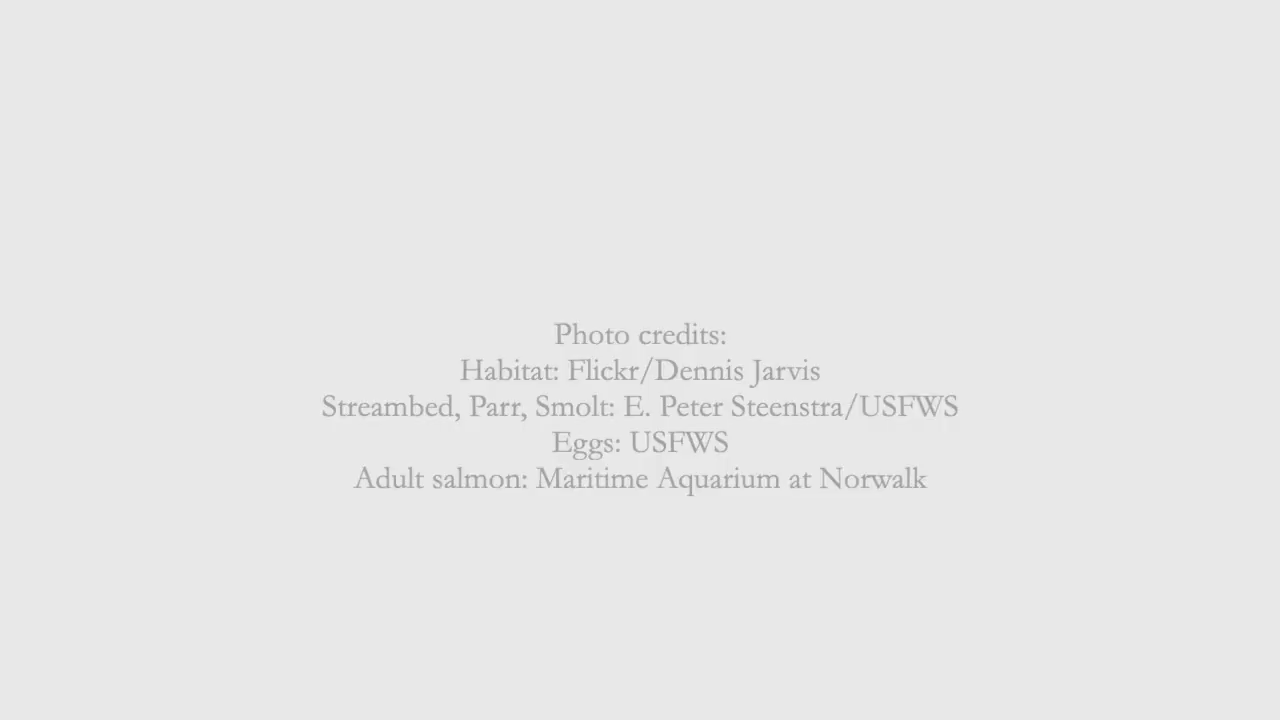 Photo credits:
Habitat: Flickr/Dennis Jarvis
Streambed, Parr, Smolt: E. Peter Steenstra/USFWS
Eggs: USFWS
Adult salmon: Maritime Aquarium at Norwalk